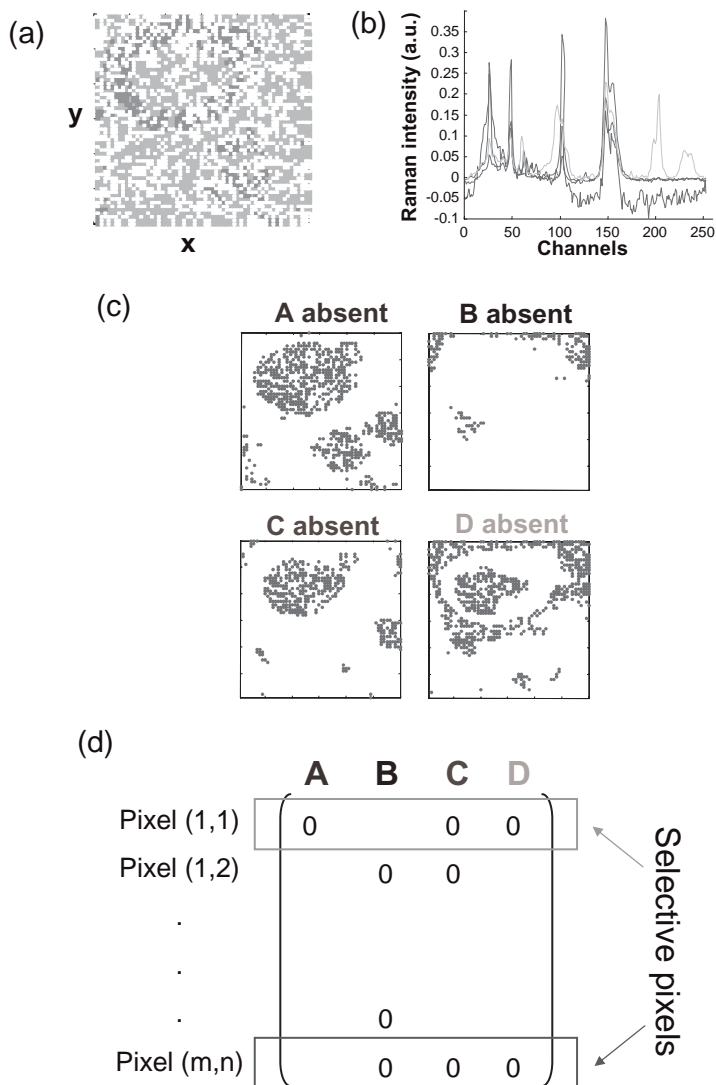 (a)
y
x
(b)
Raman intensity (a.u.)
0.35
0.3
0.25
0.2
0.15
0.1
0.05
0
-0.05
-0.1
0 50 100 150 200 250
Channels
(c)
A absent B absent
C absent D absent
(d)
A B C D
Pixel (1,1) 0 0 0
Pixel (1,2) 0 0
.
.
. 0
Pixel (m,n) 0 0 0
Selective pixels